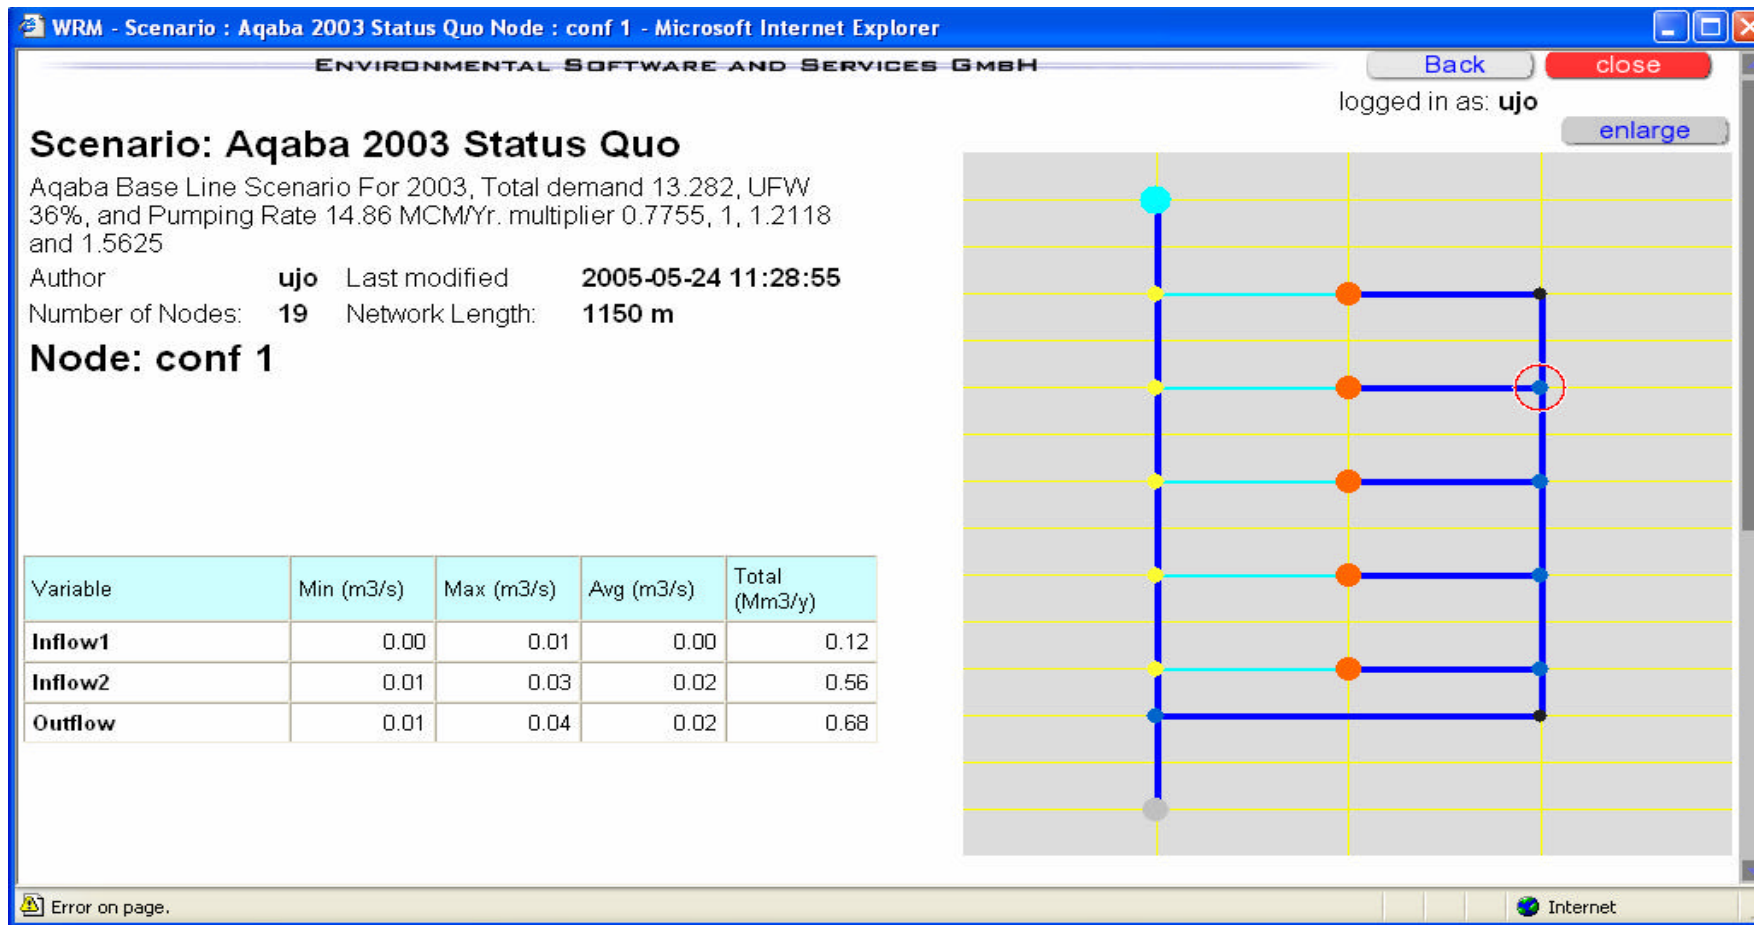 WRM - Scenario : Aqaba 2003 Status Quo Node : conf 1 - Microsoft Internet Explorer
ENVIRONMENTAL SOFTWARE AND SERVICES GMBH
Back close
logged in as: ujo
enlarge
Scenario: Aqaba 2003 Status Quo
Aqaba Base Line Scenario For 2003, Total demand 13.282, UFW
36%, and Pumping Rate 14.86 MCM/Yr. multiplier 0.7755, 1, 1.2118
and 1.5625
Author ujo Last modified 2005-05-24 11:28:55
Number of Nodes: 19 Network Length: 1150 m
Node: conf 1
Variable Min (m3/s) Max (m3/s) Avg (m3/s) Total
(Mm3/y)
Inflow1 0.00 0.01 0.00 0.12
Inflow2 0.01 0.03 0.02 0.56
Outflow 0.01 0.04 0.02 0.68
Error on page. Internet